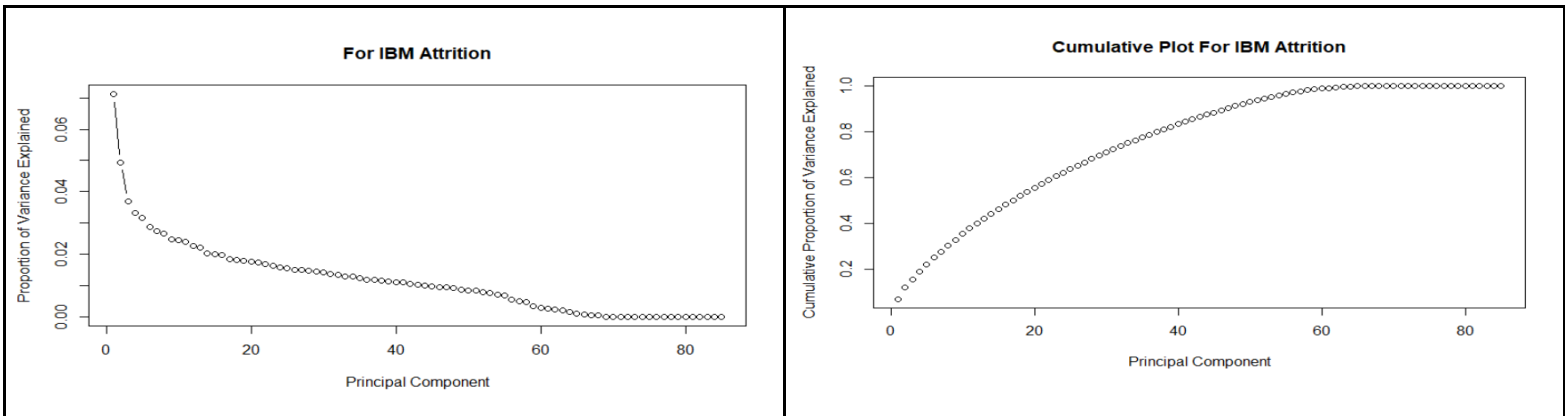 For IBM Attrition
Proportion of Variance Explained
0.00
0.02
0.04
0.06
0 20 40 60 80
Principal Component
Cumulative Plot For IBM Attrition
Cumulative Proportion of Variance Explained
0.2
0.4
0.6
0.8
1.0
0 20 40 60 80
Principal Component